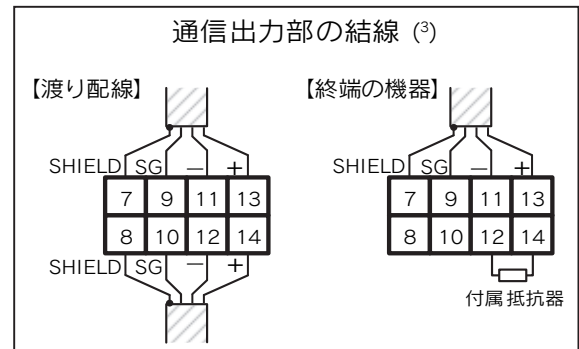 通信出力部の結線 (3)
【渡り配線】
SHIELD SG － ＋
7 9 11 13
8 10 12 14
SHIELD SG － ＋
【終端の機器】
SHIELD SG － ＋
7 9 11 13
8 10 12 14
付属抵抗器